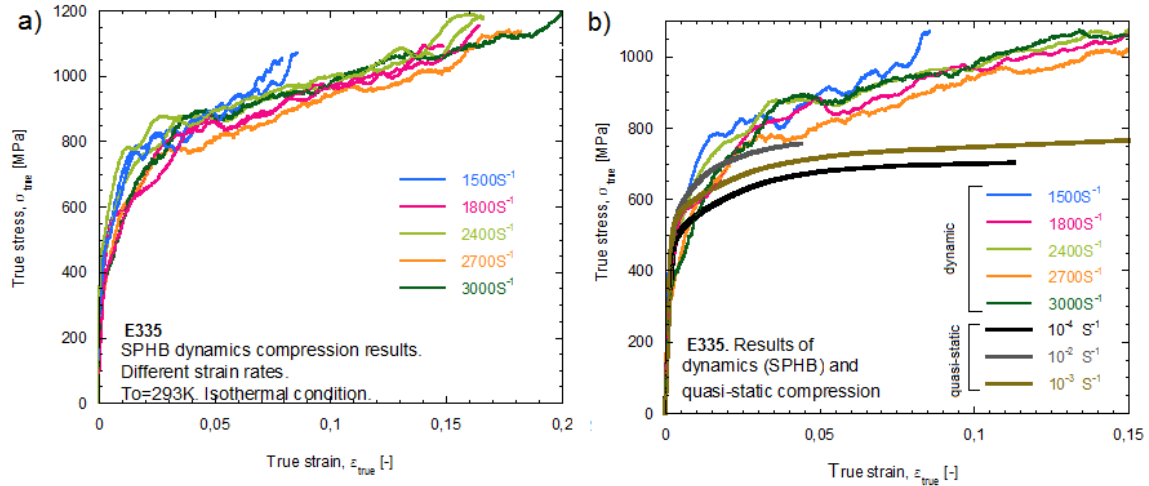 a)
1200
1000
800
600
400
200
0
True stress, σtrue [MPa]
1500S-1
1800S-1
2400S-1
2700S-1
3000S-1
E335
SPHB dynamics compression results.
Different strain rates.
To=293K. Isothermal condition.
0
0,05
0,1
0,15
0,2
True strain, εtrue [-]
b)
1000
800
600
400
200
0
True stress, σtrue [MPa]
dynamic
1500S-1
1800S-1
2400S-1
2700S-1
3000S-1
quasi-static
10-4 S-1
10-2 S-1
10-3 S-1
E335. Results of
dynamics (SPHB) and
quasi-static compression
0
0,05
0,1
0,15
True strain, εtrue [-]